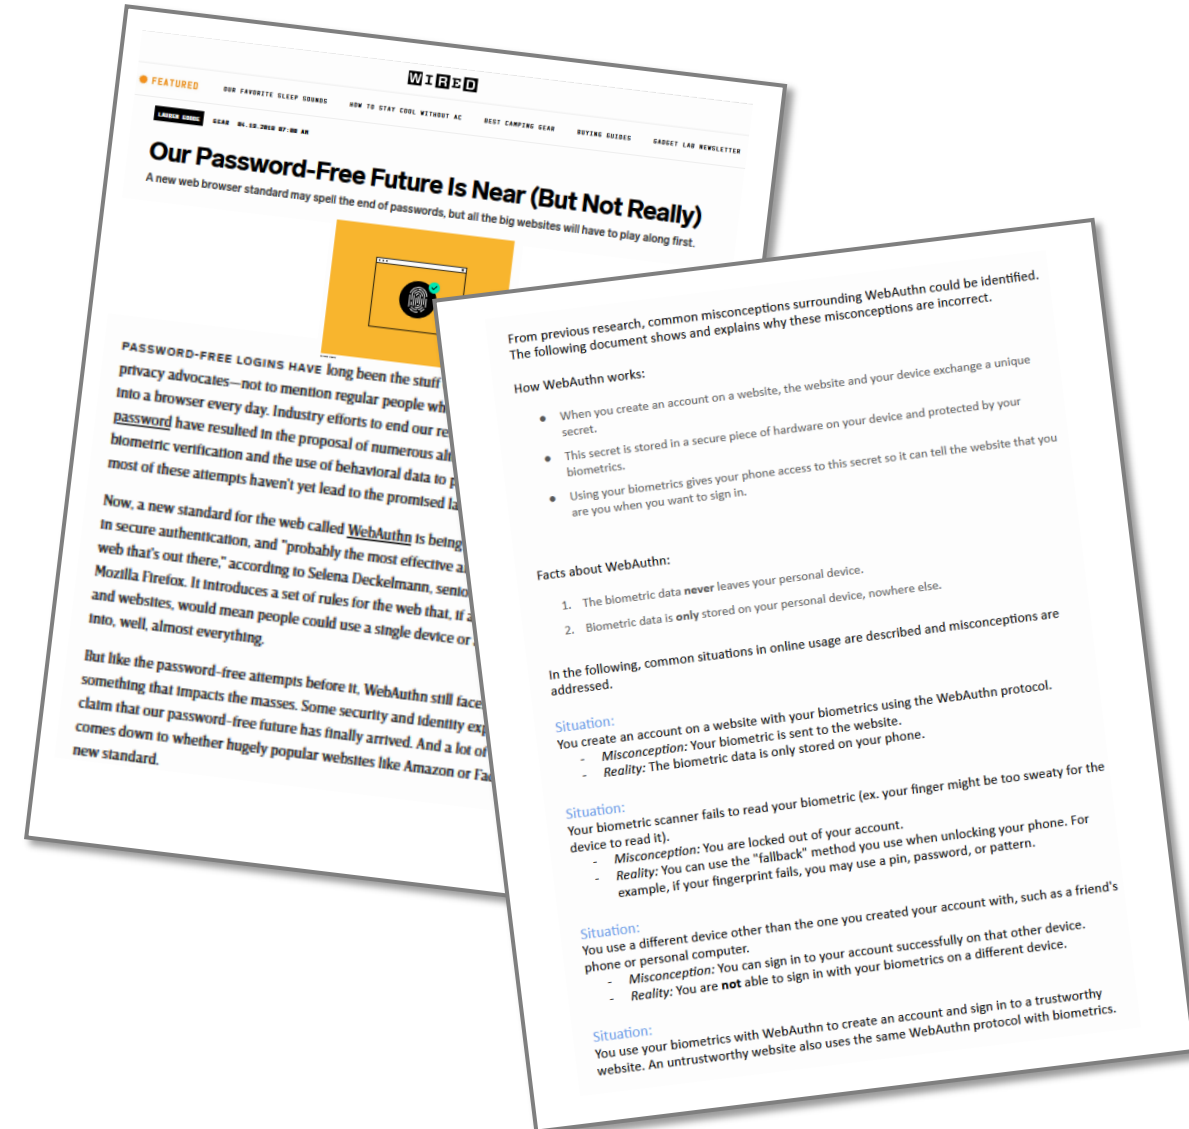 WIRED
FEATURED OUR FAVORITE SLEEP SOUNDS HOW TO STAY COOL WITHOUT AC BEST CAMPING GEAR BUYING GUIDES GADGET LAB NEWSLETTER
LAUREN GOODE GEAR 04.13.2018 07:00 AM
Our Password-Free Future Is Near (But Not Really)
A new web browser standard may spell the end of passwords, but all the big websites will have to play along first.
PASSWORD-FREE LOGINS HAVE long been the stuff
privacy advocates—not to mention regular people wh
into a browser every day. Industry efforts to end our re
password have resulted in the proposal of numerous alt
biometric verification and the use of behavioral data to p
most of these attempts haven't yet lead to the promised la
Now, a new standard for the web called WebAuthn is being
in secure authentication, and "probably the most effective a
web that's out there," according to Selena Deckelmann, senio
Mozilla Firefox. It introduces a set of rules for the web that, if a
and websites, would mean people could use a single device or
into, well, almost everything.
But like the password-free attempts before it, WebAuthn still face
something that impacts the masses. Some security and identity exp
claim that our password-free future has finally arrived. And a lot of
comes down to whether hugely popular websites like Amazon or Fac
new standard.
From previous research, common misconceptions surrounding WebAuthn could be identified.
The following document shows and explains why these misconceptions are incorrect.
How WebAuthn works:
● When you create an account on a website, the website and your device exchange a unique
secret.
● This secret is stored in a secure piece of hardware on your device and protected by your
biometrics.
● Using your biometrics gives your phone access to this secret so it can tell the website that you
are you when you want to sign in.
Facts about WebAuthn:
1. The biometric data never leaves your personal device.
2. Biometric data is only stored on your personal device, nowhere else.
In the following, common situations in online usage are described and misconceptions are
addressed.
Situation:
You create an account on a website with your biometrics using the WebAuthn protocol.
- Misconception: Your biometric is sent to the website.
- Reality: The biometric data is only stored on your phone.
Situation:
Your biometric scanner fails to read your biometric (ex. your finger might be too sweaty for the
device to read it).
- Misconception: You are locked out of your account.
- Reality: You can use the "fallback" method you use when unlocking your phone. For
example, if your fingerprint fails, you may use a pin, password, or pattern.
Situation:
You use a different device other than the one you created your account with, such as a friend's
phone or personal computer.
- Misconception: You can sign in to your account successfully on that other device.
- Reality: You are not able to sign in with your biometrics on a different device.
Situation:
You use your biometrics with WebAuthn to create an account and sign in to a trustworthy
website. An untrustworthy website also uses the same WebAuthn protocol with biometrics.